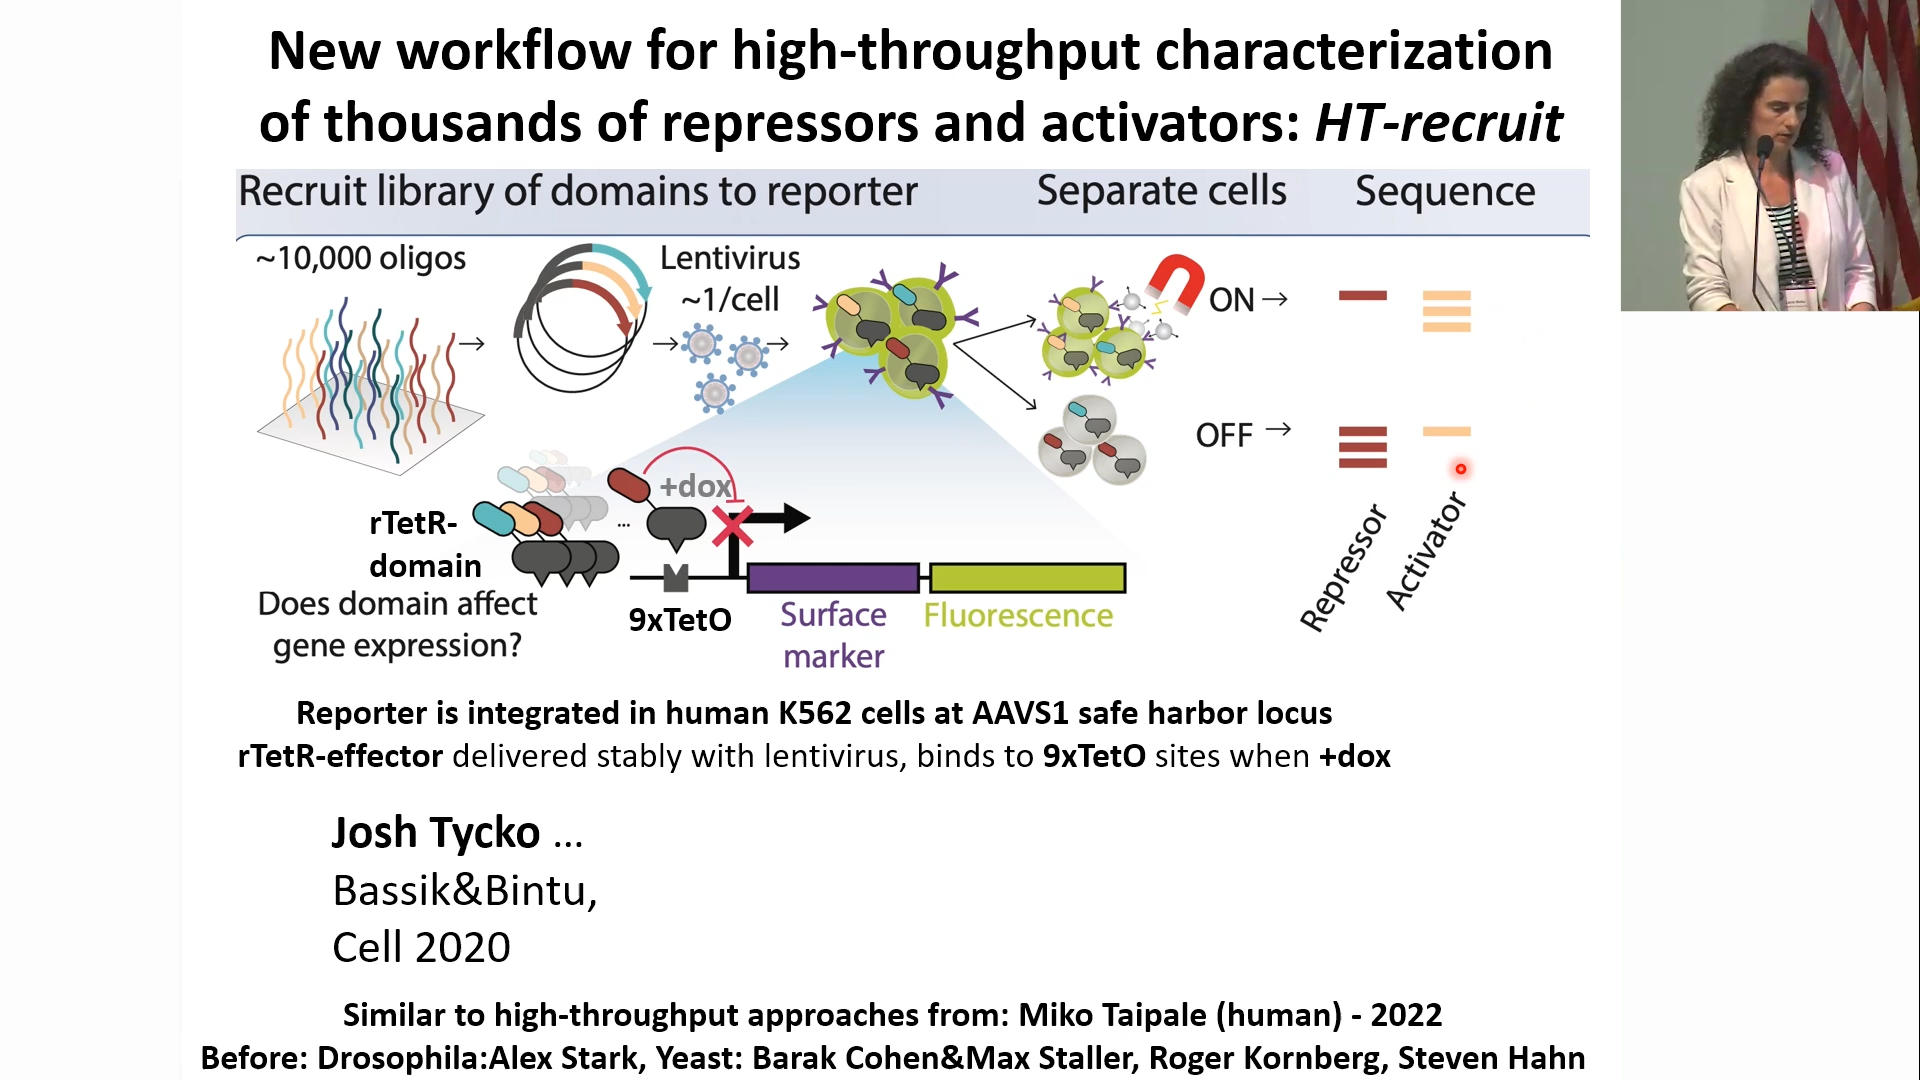 New workflow for high-throughput characterization
of thousands of repressors and activators: HT-recruit
Recruit library of domains to reporter
Separate cells
Sequence
~10,000 oligos
Lentivirus
~1/cell
ON →
OFF →
+dox
...
rTetR-
domain
Does domain affect
gene expression?
9xTetO
Surface
marker
Fluorescence
Repressor
Activator
Reporter is integrated in human K562 cells at AAVS1 safe harbor locus
rTetR-effector delivered stably with lentivirus, binds to 9xTetO sites when +dox
Josh Tycko ...
Bassik&Bintu,
Cell 2020
Similar to high-throughput approaches from: Miko Taipale (human) - 2022
Before: Drosophila:Alex Stark, Yeast: Barak Cohen&Max Staller, Roger Kornberg, Steven Hahn